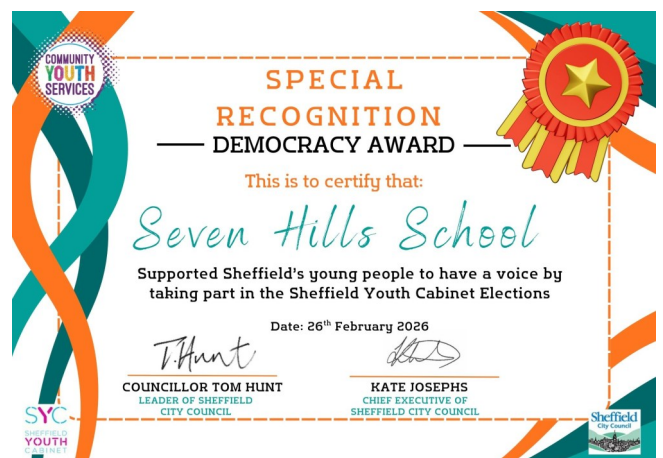 COMMUNITY
YOUTH
SERVICES
SPECIAL
RECOGNITION
DEMOCRACY AWARD
This is to certify that:
Seven Hills School
Supported Sheffield's young people to have a voice by
taking part in the Sheffield Youth Cabinet Elections
Date: 26th February 2026
T.Hunt
COUNCILLOR TOM HUNT
LEADER OF SHEFFIELD
CITY COUNCIL
KATE JOSEPHS
CHIEF EXECUTIVE OF
SHEFFIELD CITY COUNCIL
SYC
SHEFFIELD
YOUTH
CABINET
Sheffield
City Council